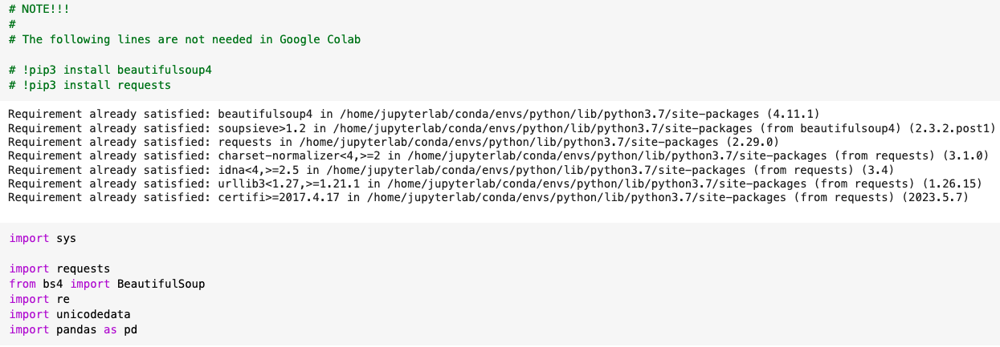 # NOTE!!!
#
# The following lines are not needed in Google Colab
# !pip3 install beautifulsoup4
# !pip3 install requests
Requirement already satisfied: beautifulsoup4 in /home/jupyterlab/conda/envs/python/lib/python3.7/site-packages (4.11.1)
Requirement already satisfied: soupsieve>1.2 in /home/jupyterlab/conda/envs/python/lib/python3.7/site-packages (from beautifulsoup4) (2.3.2.post1)
Requirement already satisfied: requests in /home/jupyterlab/conda/envs/python/lib/python3.7/site-packages (2.29.0)
Requirement already satisfied: charset-normalizer<4,>=2 in /home/jupyterlab/conda/envs/python/lib/python3.7/site-packages (from requests) (3.1.0)
Requirement already satisfied: idna<4,>=2.5 in /home/jupyterlab/conda/envs/python/lib/python3.7/site-packages (from requests) (3.4)
Requirement already satisfied: urllib3<1.27,>=1.21.1 in /home/jupyterlab/conda/envs/python/lib/python3.7/site-packages (from requests) (1.26.15)
Requirement already satisfied: certifi>=2017.4.17 in /home/jupyterlab/conda/envs/python/lib/python3.7/site-packages (from requests) (2023.5.7)
import sys
import requests
from bs4 import BeautifulSoup
import re
import unicodedata
import pandas as pd